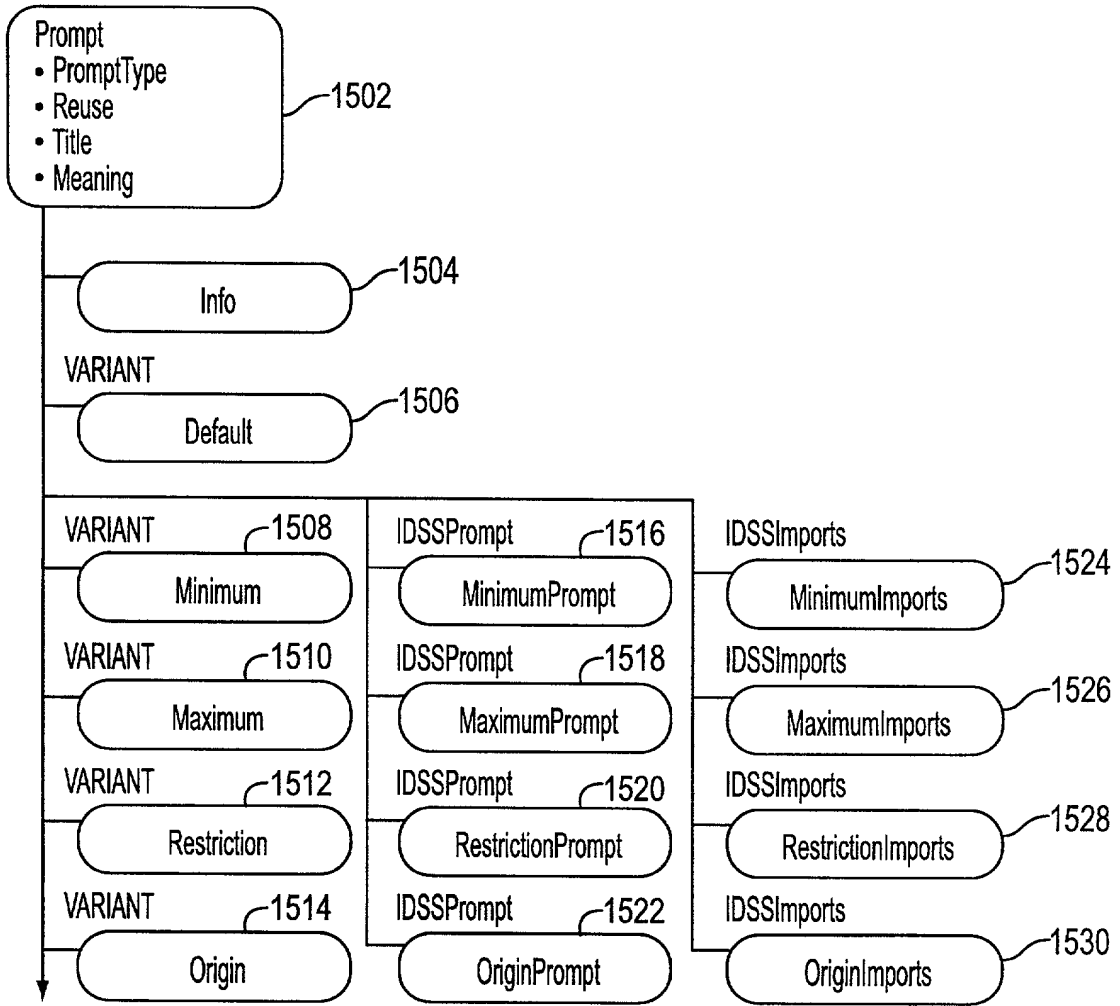 Prompt
• PromptType
• Reuse
• Title
• Meaning
1502
1504
Info
VARIANT
1506
Default
VARIANT 1508 IDSSPrompt 1516 IDSSImports
1524
Minimum MinimumPrompt MinimumImports
VARIANT 1510 IDSSPrompt 1518 IDSSImports
1526
Maximum MaximumPrompt MaximumImports
VARIANT 1512 IDSSPrompt 1520 IDSSImports
1528
Restriction RestrictionPrompt RestrictionImports
VARIANT 1514 IDSSPrompt 1522 IDSSImports
1530
Origin OriginPrompt OriginImports